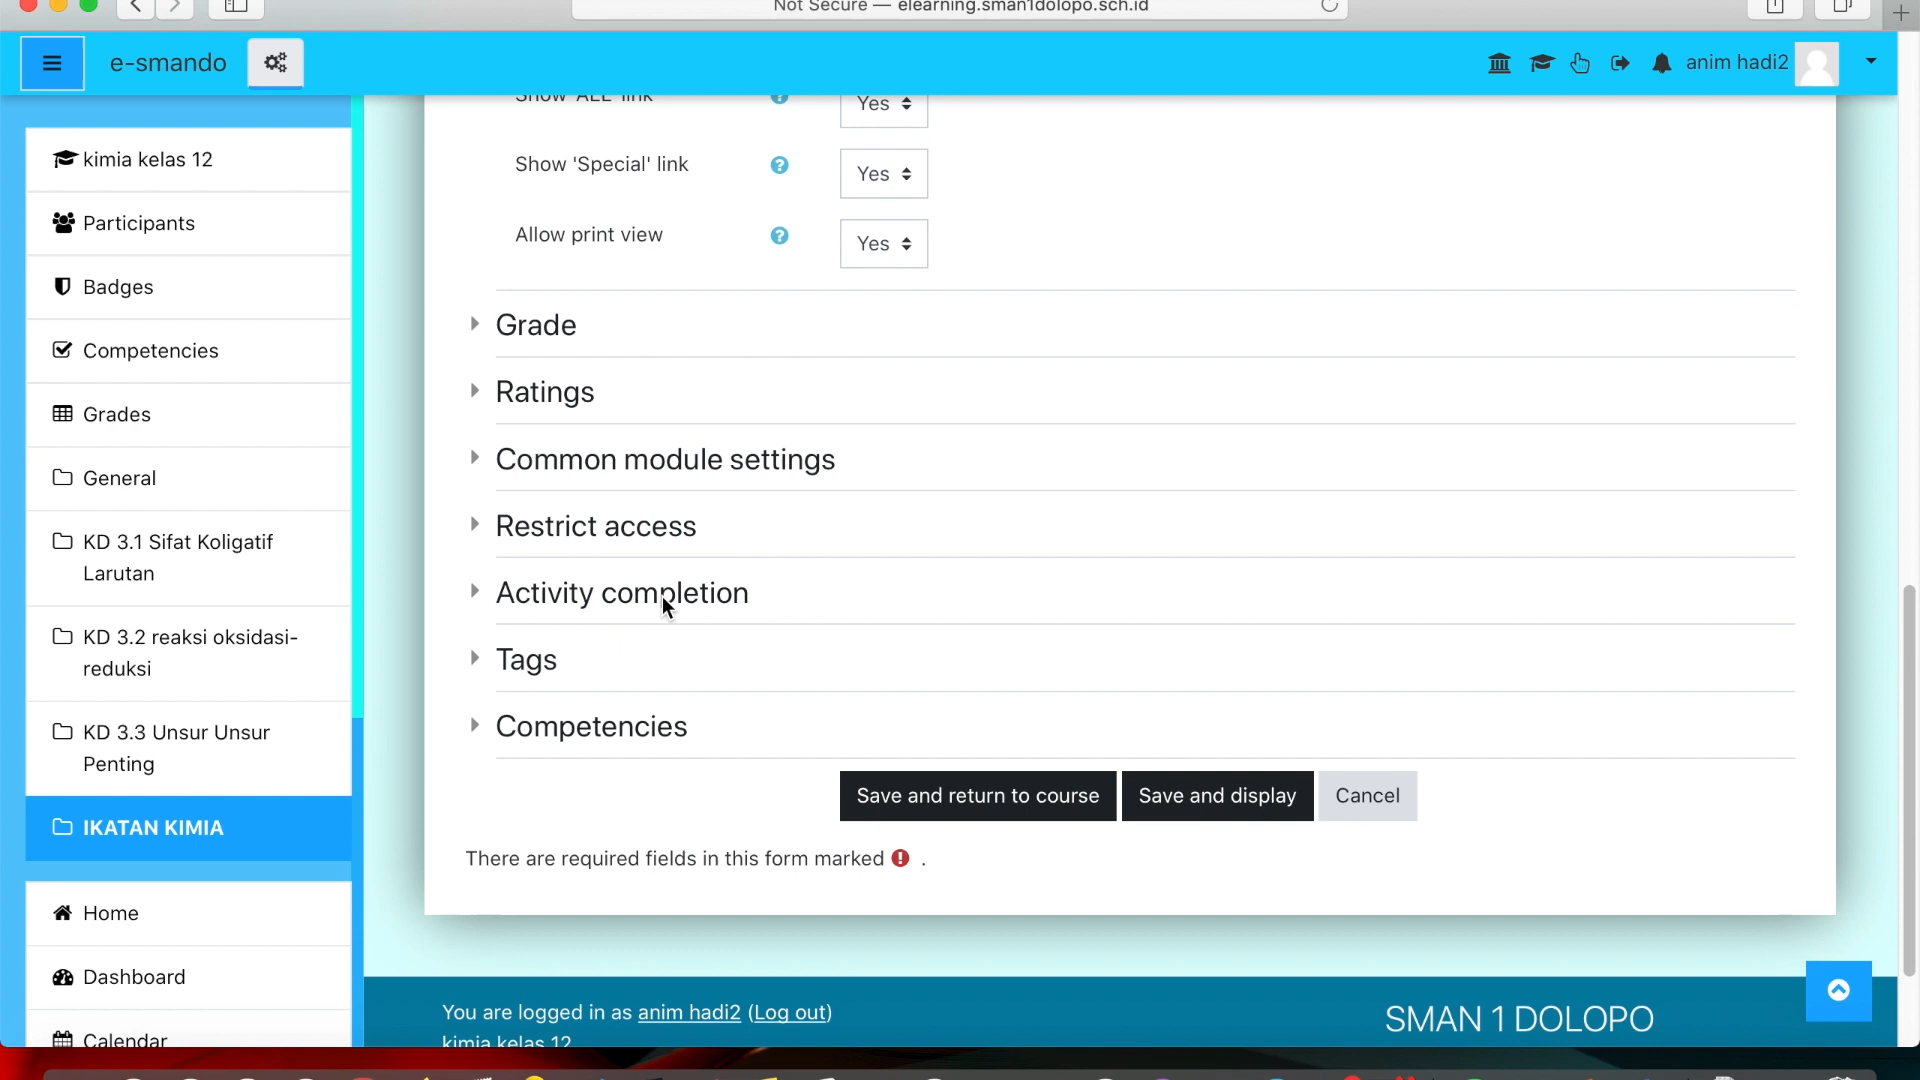 Not Secure — elearning.sman1dolopo.sch.id
e-smando
anim hadi2
kimia kelas 12
Participants
Badges
Competencies
Grades
General
KD 3.1 Sifat Koligatif
Larutan
KD 3.2 reaksi oksidasi-
reduksi
KD 3.3 Unsur Unsur
Penting
IKATAN KIMIA
Home
Dashboard
Calendar
Show 'ALL' link
Yes
Show 'Special' link
Yes
Allow print view
Yes
Grade
Ratings
Common module settings
Restrict access
Activity completion
Tags
Competencies
Save and return to course
Save and display
Cancel
There are required fields in this form marked .
You are logged in as anim hadi2 (Log out)
kimia kelas 12
SMAN 1 DOLOPO